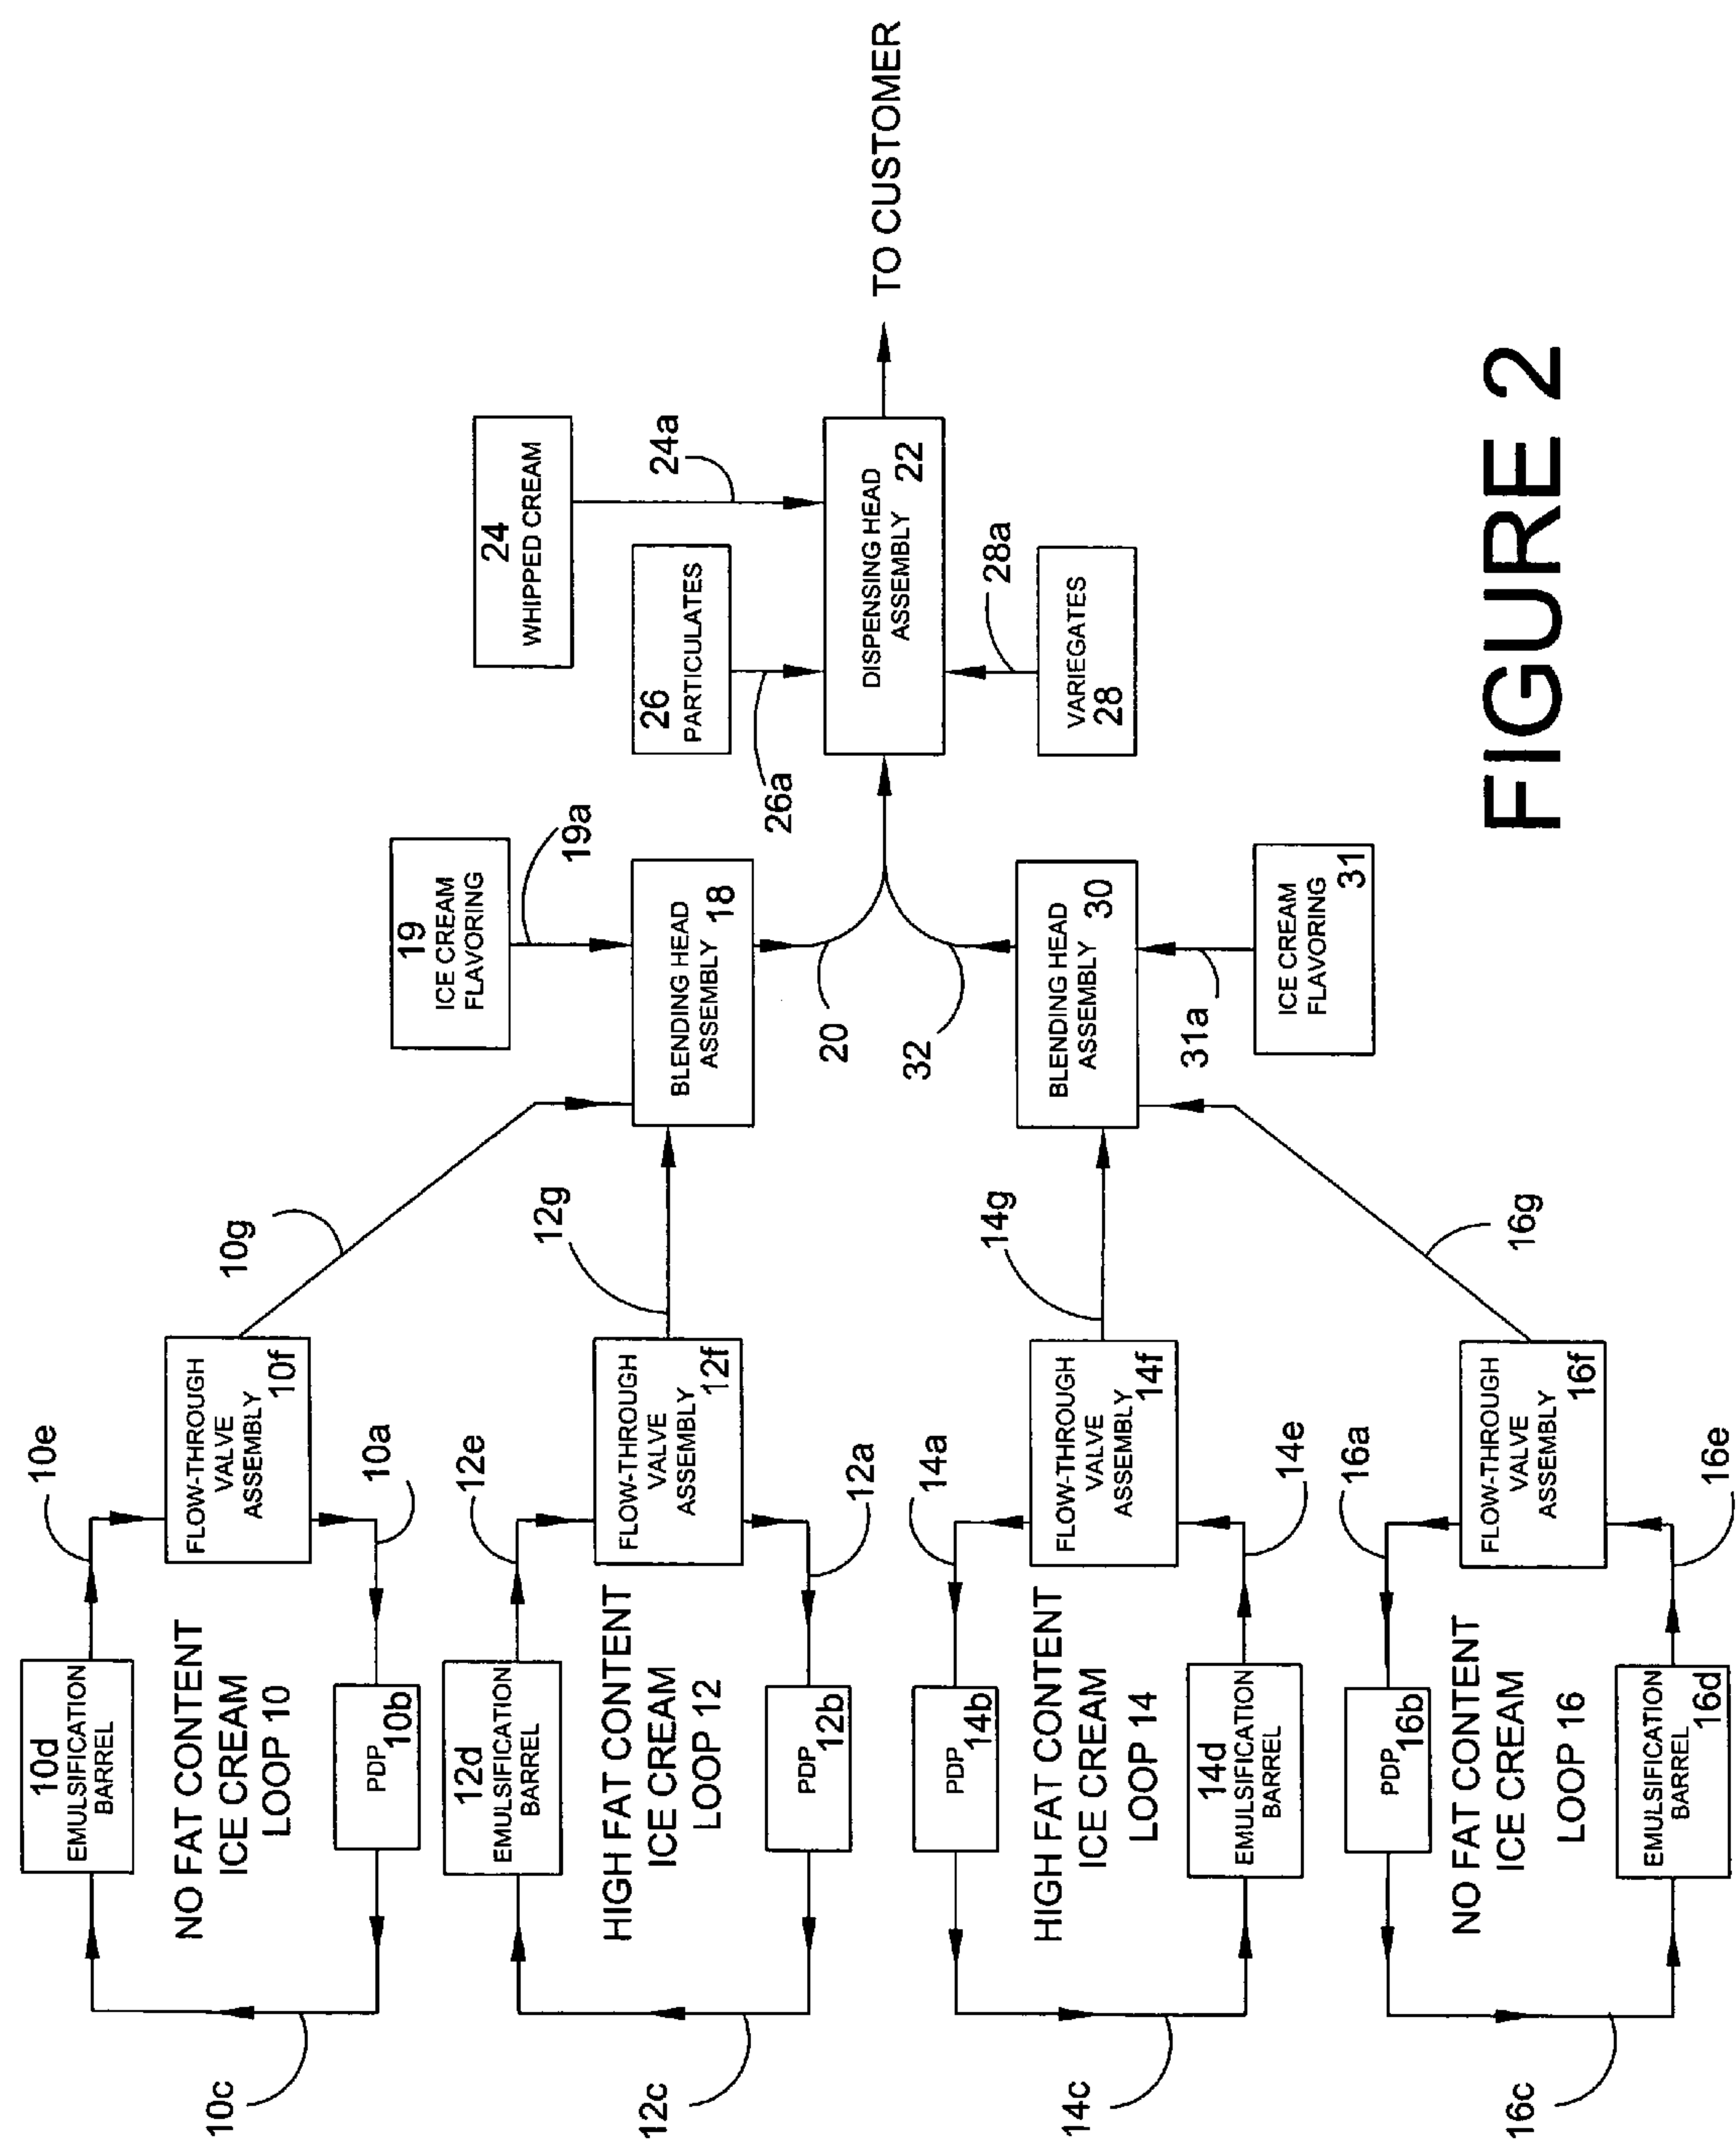 10d
EMULSIFICATION
BARREL
10e
NO FAT CONTENT
ICE CREAM
LOOP 10
FLOW-THROUGH
VALVE
ASSEMBLY
10f
10a
PDP
10b
10c
10g
12d
EMULSIFICATION
BARREL
12e
HIGH FAT CONTENT
ICE CREAM
LOOP 12
FLOW-THROUGH
VALVE
ASSEMBLY
12f
12a
PDP
12b
12c
12g
14a
PDP
14b
HIGH FAT CONTENT
ICE CREAM
LOOP 14
FLOW-THROUGH
VALVE
ASSEMBLY
14f
14d
EMULSIFICATION
BARREL
14e
14c
14g
16a
PDP
16b
NO FAT CONTENT
ICE CREAM
LOOP 16
FLOW-THROUGH
VALVE
ASSEMBLY
16f
EMULSIFICATION
BARREL
16d
16e
16c
16g
19
ICE CREAM
FLAVORING
19a
BLENDING HEAD
ASSEMBLY
18
20
32
BLENDING HEAD
ASSEMBLY
30
31a
ICE CREAM
FLAVORING
31
24
WHIPPED CREAM
24a
26
PARTICULATES
26a
DISPENSING HEAD
ASSEMBLY
22
28a
VARIEGATES
28
TO CUSTOMER
FIGURE 2